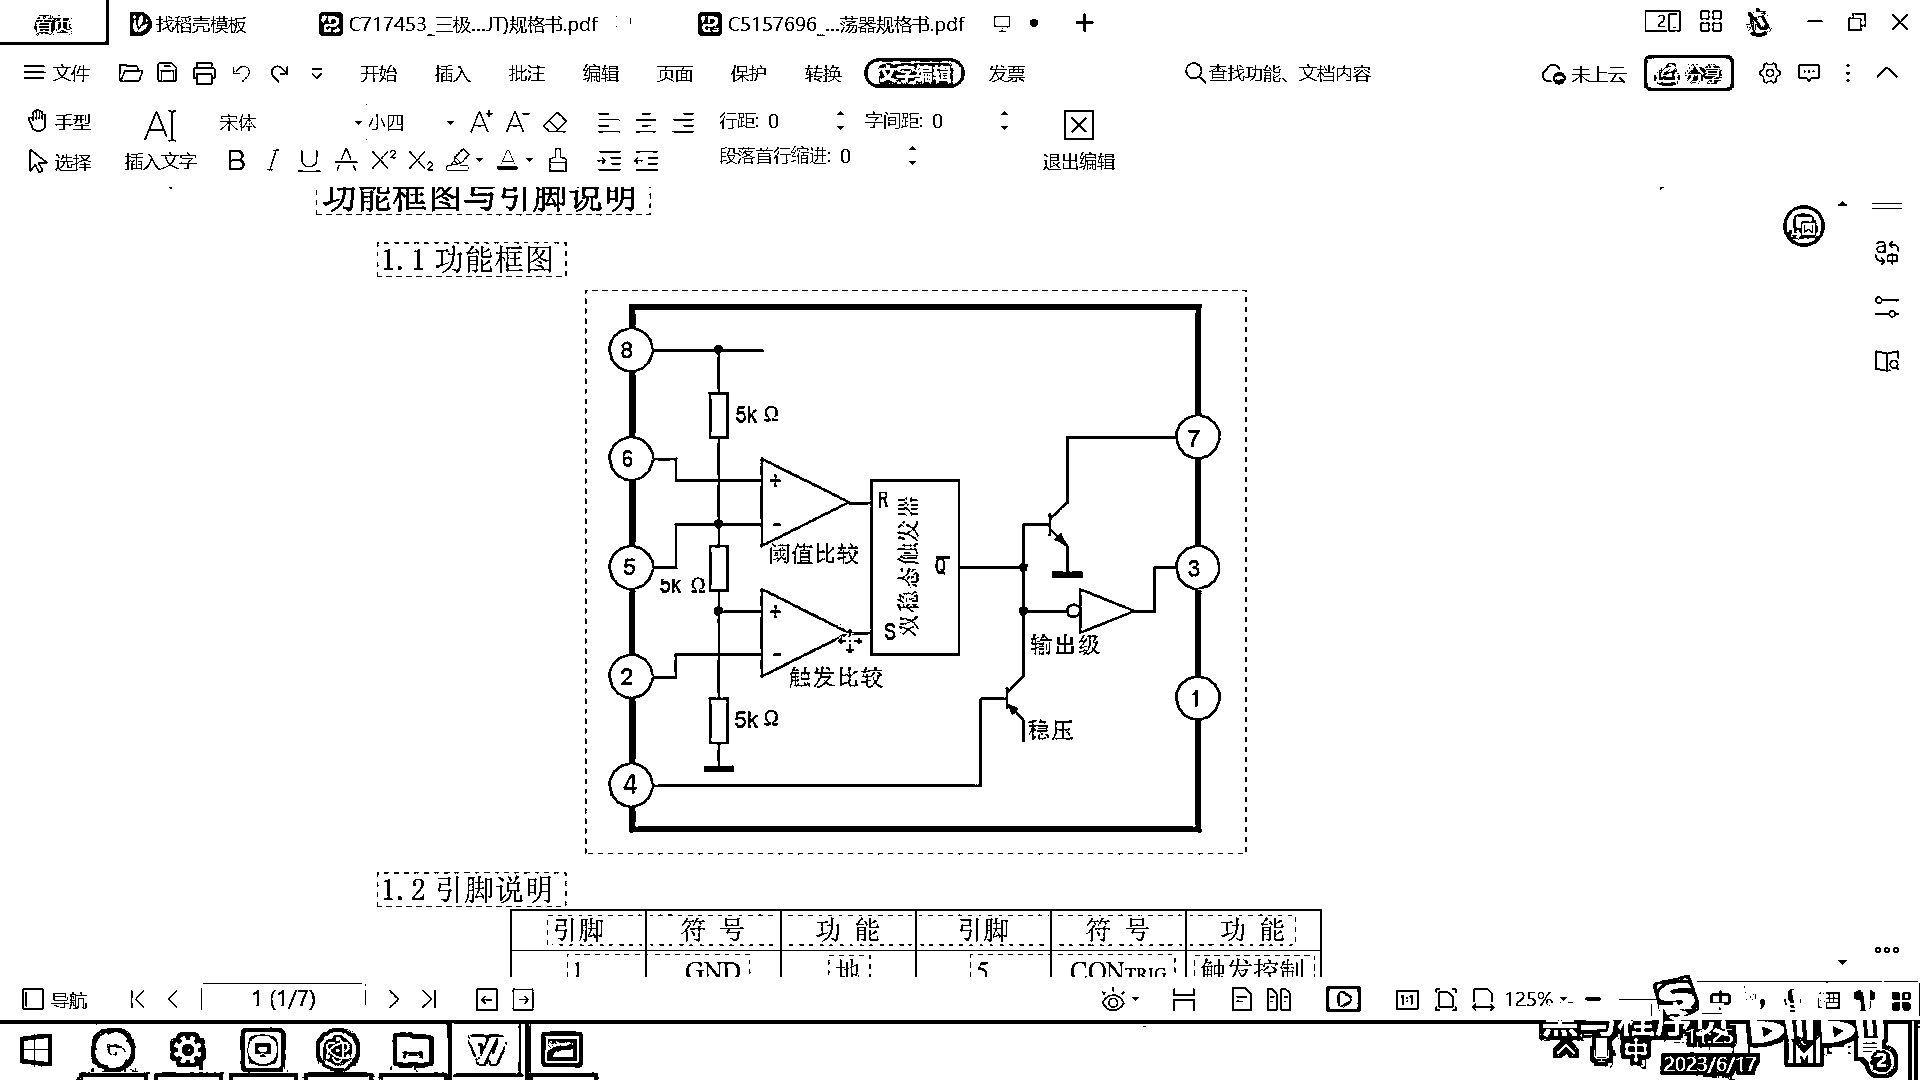 首页 找稻壳模板 C717453_三极...JT)规格书.pdf C5157696_...荡器规格书.pdf
文件 开始 插入 批注 编辑 页面 保护 转换 文字编辑 发票 查找功能、文档内容 未上云 分享
手型 宋体 小四 A+ A- 行距: 0 字间距: 0
选择 插入文字 B I U A X² X₂ A 段落首行缩进: 0 退出编辑
功能框图与引脚说明
1.1 功能框图
8
5k Ω
6
7
+
R
-
阈值比较
双稳态触发器
Q̅
5
3
5k Ω
+
S
-
输出级
2
触发比较
1
5k Ω
稳压
4
1.2 引脚说明
引脚 符 号 功 能 引脚 符 号 功 能
1 GND 地 5 CONTRIG 触发控制
导航 1 (1/7) 1:1 125% 中
中 11:25
2023/6/17 2